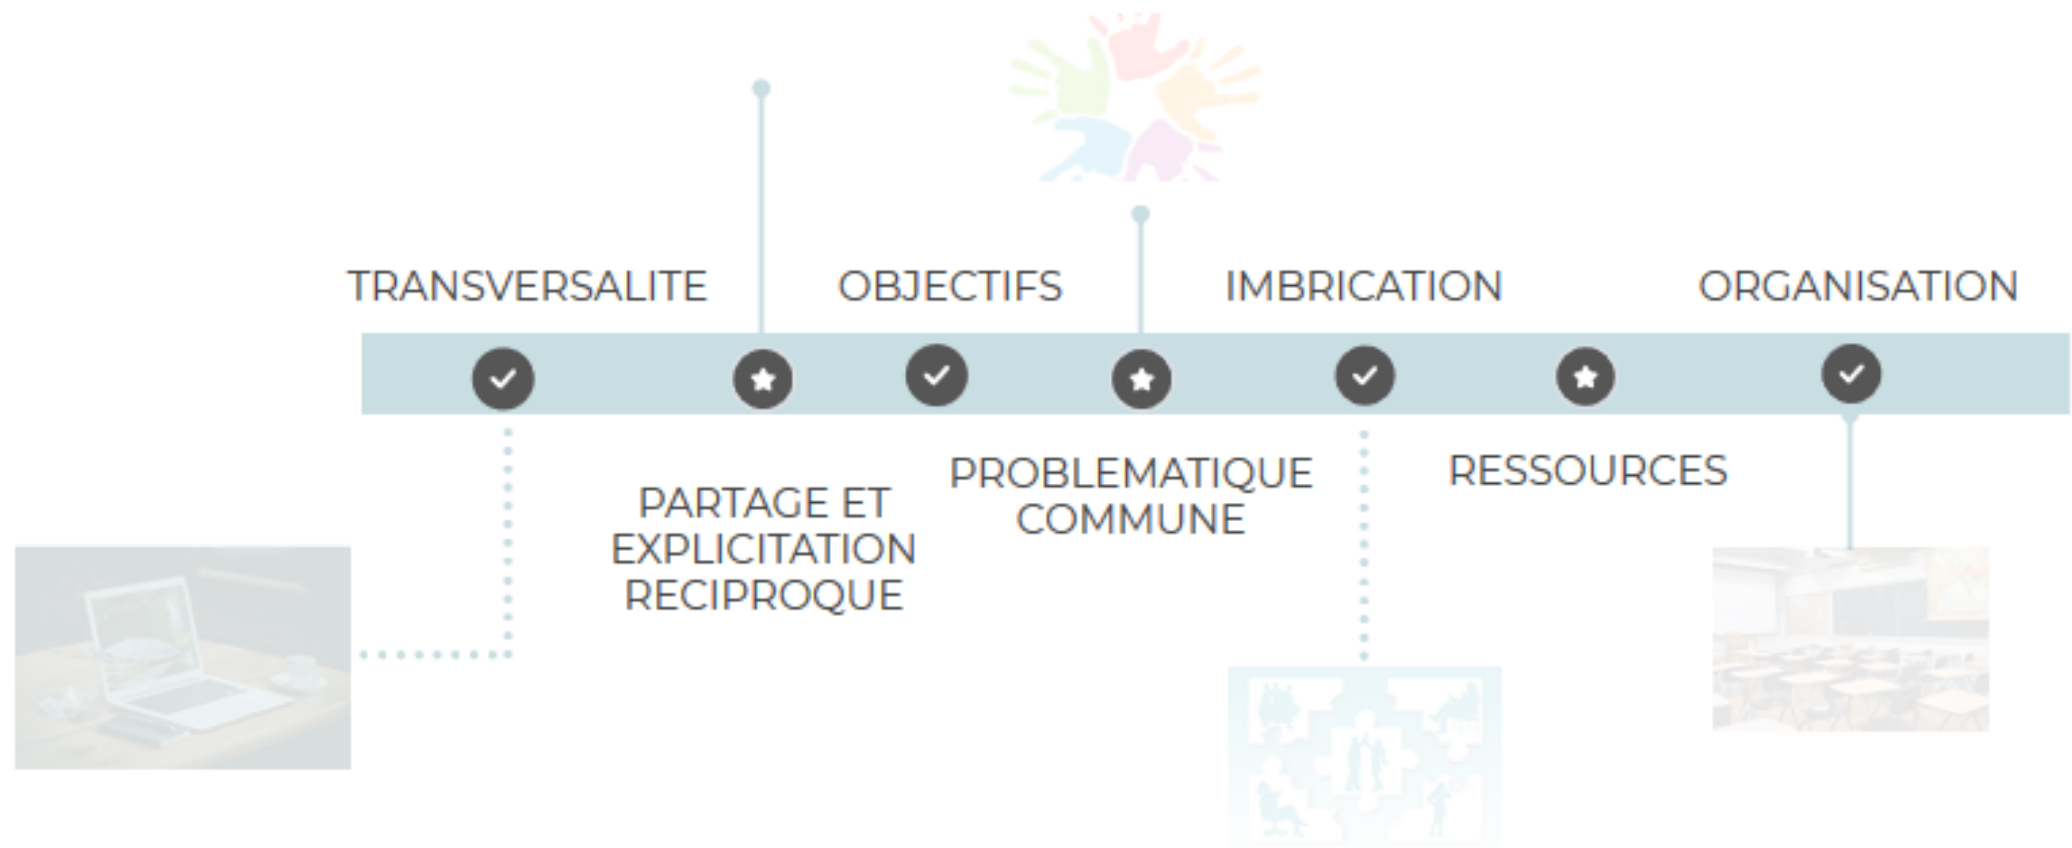 TRANSVERSALITE
OBJECTIFS
IMBRICATION
ORGANISATION
PARTAGE ET
EXPLICITATION
RECIPROQUE
PROBLEMATIQUE
COMMUNE
RESSOURCES